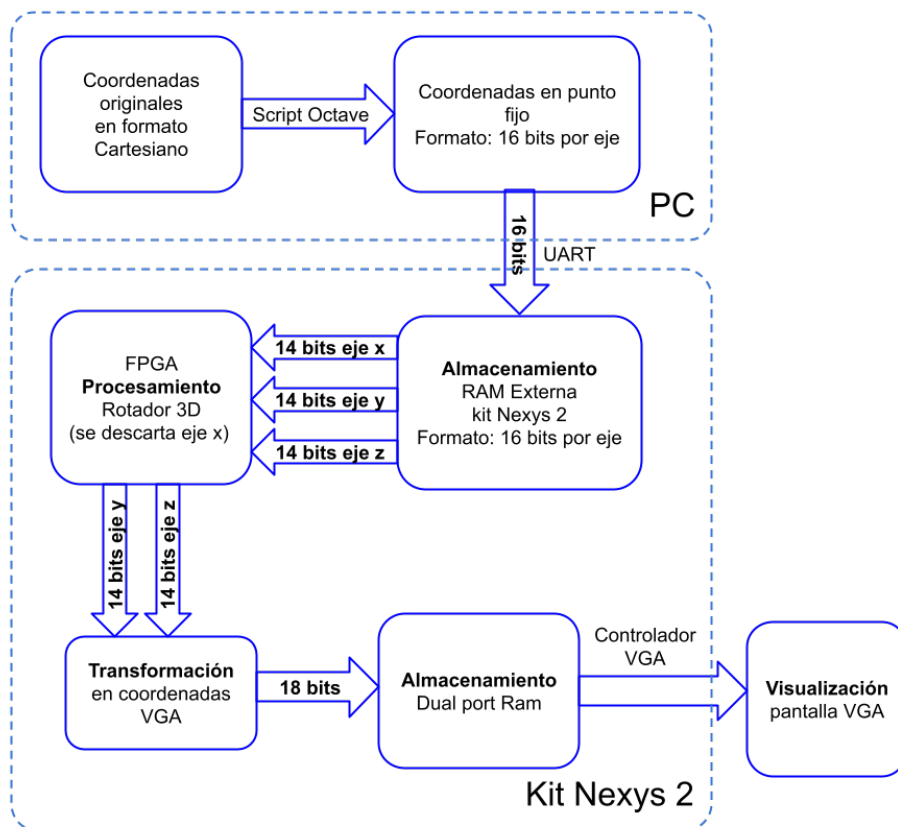 Coordenadas
originales
en formato
Cartesiano
Script Octave
Coordenadas en punto
fijo
Formato: 16 bits por eje
PC
16 bits
UART
FPGA
Procesamiento
Rotador 3D
(se descarta eje x)
14 bits eje x
14 bits eje y
14 bits eje z
Almacenamiento
RAM Externa
kit Nexys 2
Formato: 16 bits por eje
14 bits eje y
14 bits eje z
Transformación
en coordenadas
VGA
18 bits
Almacenamiento
Dual port Ram
Controlador
VGA
Visualización
pantalla VGA
Kit Nexys 2